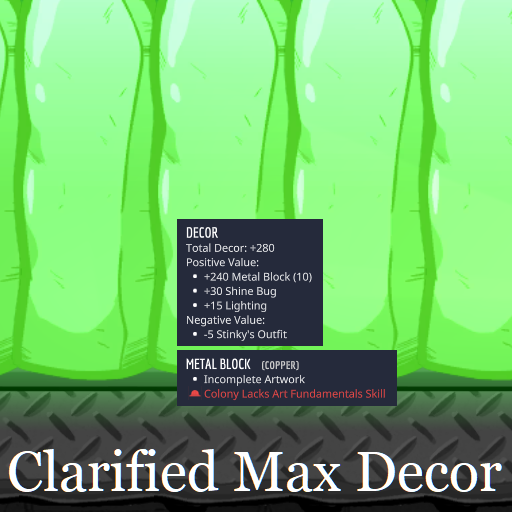 DECOR
Total Decor: +280
Positive Value:
• +240 Metal Block (10)
• +30 Shine Bug
• +15 Lighting
Negative Value:
• -5 Stinky's Outfit
METAL BLOCK (COPPER)
• Incomplete Artwork
Colony Lacks Art Fundamentals Skill
Clarified Max Decor